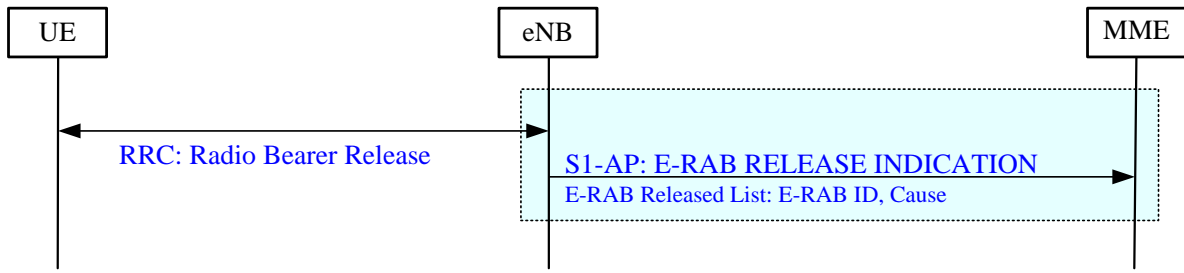 UE
eNB
MME
RRC: Radio Bearer Release
S1-AP: E-RAB RELEASE INDICATION
E-RAB Released List: E-RAB ID, Cause